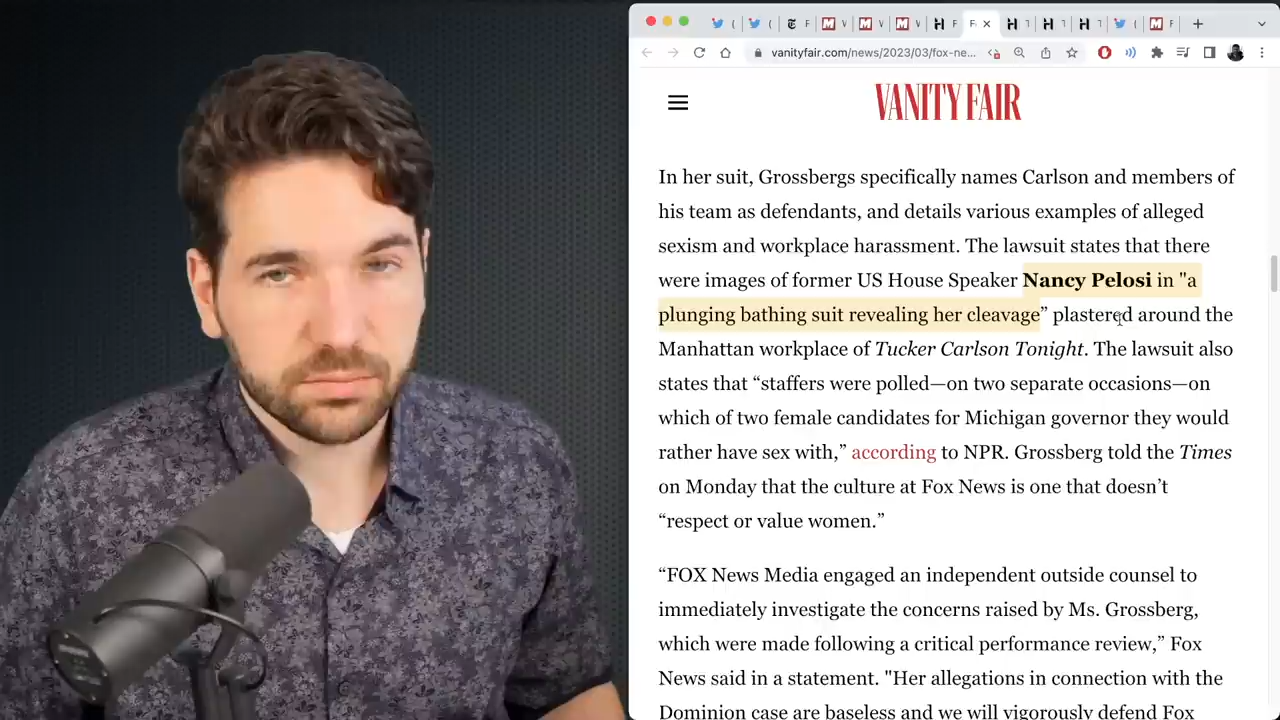 vanityfair.com/news/2023/03/fox-ne...
VANITY FAIR
In her suit, Grossbergs specifically names Carlson and members of
his team as defendants, and details various examples of alleged
sexism and workplace harassment. The lawsuit states that there
were images of former US House Speaker Nancy Pelosi in "a
plunging bathing suit revealing her cleavage” plastered around the
Manhattan workplace of Tucker Carlson Tonight. The lawsuit also
states that “staffers were polled—on two separate occasions—on
which of two female candidates for Michigan governor they would
rather have sex with,” according to NPR. Grossberg told the Times
on Monday that the culture at Fox News is one that doesn’t
“respect or value women.”
“FOX News Media engaged an independent outside counsel to
immediately investigate the concerns raised by Ms. Grossberg,
which were made following a critical performance review,” Fox
News said in a statement. "Her allegations in connection with the
Dominion case are baseless and we will vigorously defend Fox